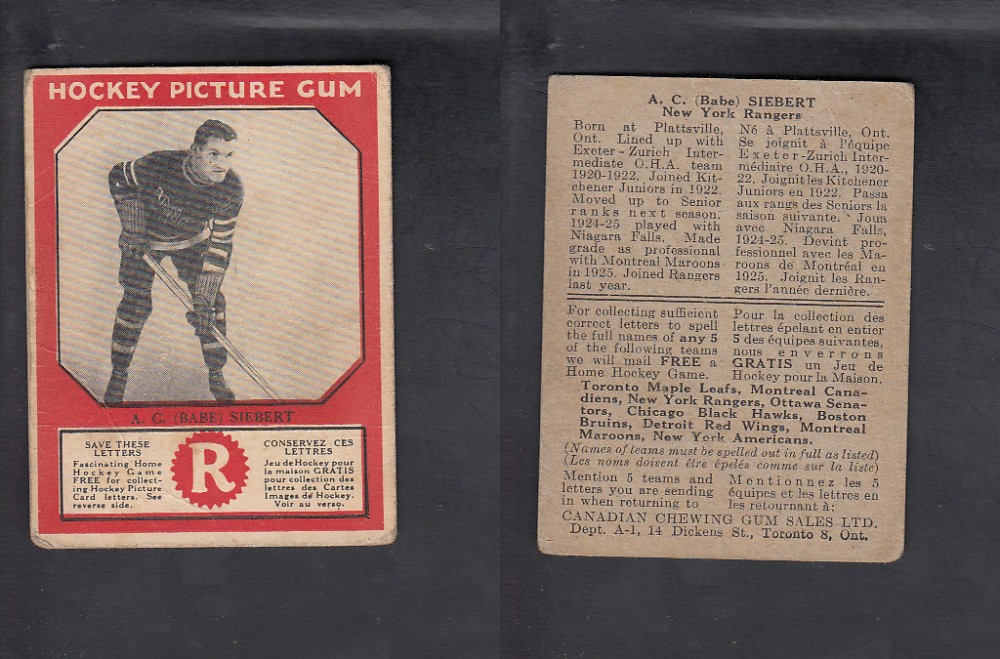 HOCKEY PICTURE GUM
A. C. (BABE) SIEBERT
SAVE THESE
LETTERS
Fascinating Home
Hockey Game
FREE for collect-
ing Hockey Picture
Card letters. See
reverse side.
R
CONSERVEZ CES
LETTRES
Jeu de Hockey pour
la maison GRATIS
pour collection des
lettres des Cartes
Images de Hockey.
Voir au verso.
A. C. (Babe) SIEBERT
New York Rangers
Born at Plattsville,
Ont. Lined up with
Exeter-Zurich Inter-
mediate O.H.A. team
1920-1922. Joined Kit-
chener Juniors in 1922.
Moved up to Senior
ranks next season.
1924-25 played with
Niagara Falls. Made
grade as professional
with Montreal Maroons
in 1925. Joined Rangers
last year.
Né à Plattsville, Ont.
Se joignit à l'équipe
Exeter-Zurich Inter-
médiaire O.H.A., 1920-
22. Joignit les Kitchener
Juniors en 1922. Passa
aux rangs des Seniors la
saison suivante. Joua
avec Niagara Falls,
1924-25. Devint pro-
fessionnel avec les Ma-
roons de Montréal en
1925. Joignit les Ran-
gers l'année dernière.
For collecting sufficient
correct letters to spell
the full names of any 5
of the following teams
we will mail FREE a
Home Hockey Game.
Pour la collection des
lettres épelant en entier
5 des équipes suivantes,
nous enverrons
GRATIS un Jeu de
Hockey pour la Maison.
Toronto Maple Leafs, Montreal Cana-
diens, New York Rangers, Ottawa Sena-
tors, Chicago Black Hawks, Boston
Bruins, Detroit Red Wings, Montreal
Maroons, New York Americans.
(Names of teams must be spelled out in full as listed)
(Les noms doivent être épelés comme sur la liste)
Mention 5 teams and
letters you are sending
in when returning to
Mentionnez les 5
équipes et les lettres en
les retournant à:
CANADIAN CHEWING GUM SALES LTD.
Dept. A-1, 14 Dickens St., Toronto 8, Ont.